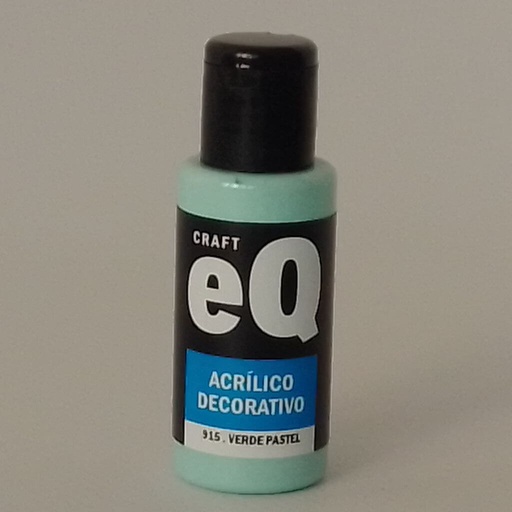 CRAFT
eQ
ACRÍLICO
DECORATIVO
915. VERDE PASTEL